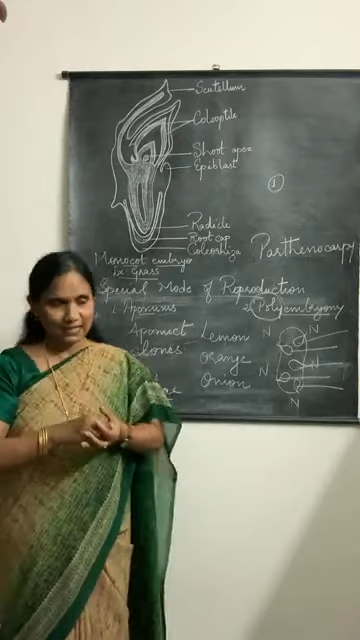 Scutellum
Coleoptile
Shoot apex
Epiblast
1
Radicle
Root cap
Coleorhiza
Monocot embryo
Ex Grass
Parthenocarpy
Special Mode of Reproduction
1 Apomixis
2) Polyembryony
Apomict
Clones
Lemon
Orange
Onion
N
N
N
N
N